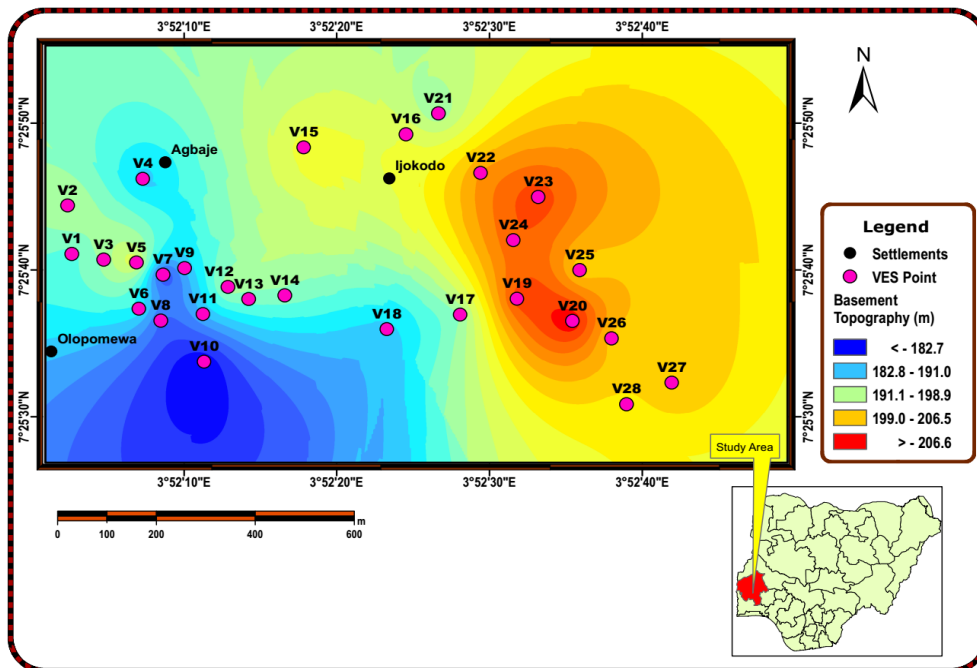 3°52'10"E 3°52'20"E 3°52'30"E 3°52'40"E
N
7°25'50"N 7°25'50"N
7°25'40"N 7°25'40"N
7°25'30"N 7°25'30"N
V21
V16
V15
Agbaje
V4
Ijokodo
V22
V23
V2
V24
V1
V3
V5
V7
V9
V25
V12
V13
V14
V19
V6
V8
V11
V18
V17
V20
V26
Olopomewa
V10
V27
V28
3°52'10"E 3°52'20"E 3°52'30"E 3°52'40"E
Legend
Settlements
VES Point
Basement
Topography (m)
< - 182.7
182.8 - 191.0
191.1 - 198.9
199.0 - 206.5
> - 206.6
Study Area
0 100 200 400 600
m